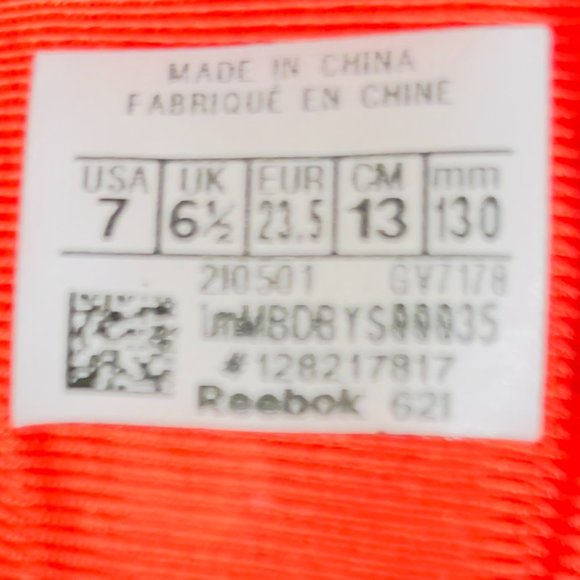 MADE IN CHINA
FABRIQUÉ EN CHINE
USA UK EUR CM mm
7 6½ 23.5 13 130
210501 GV7178
#128217817
Reebok 621